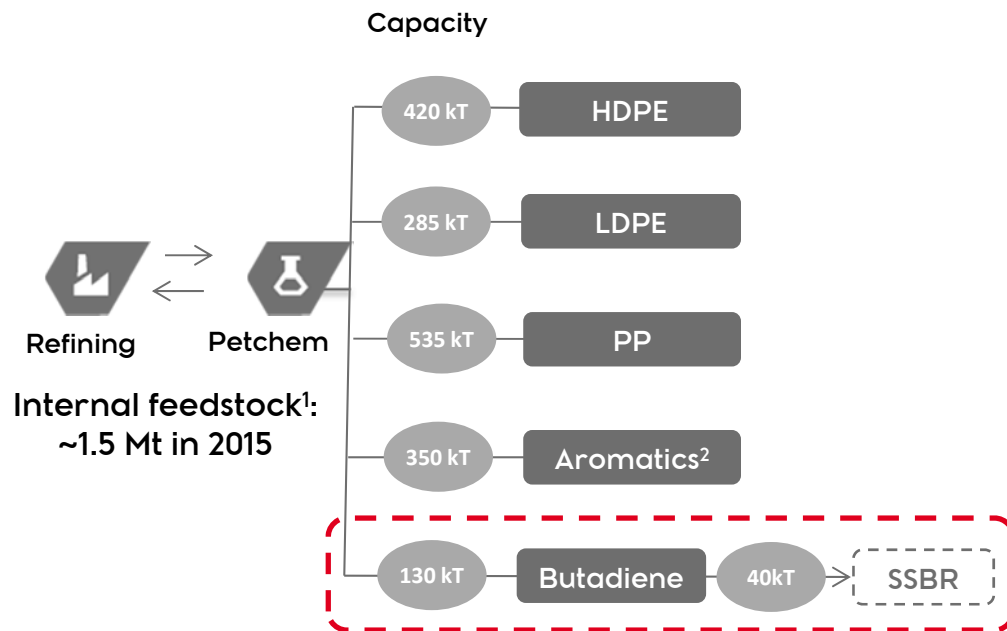 Capacity
420 kT HDPE
285 kT LDPE
Refining Petchem
535 kT PP
Internal feedstock¹:
~1.5 Mt in 2015
350 kT Aromatics²
130 kT Butadiene 40kT SSBR